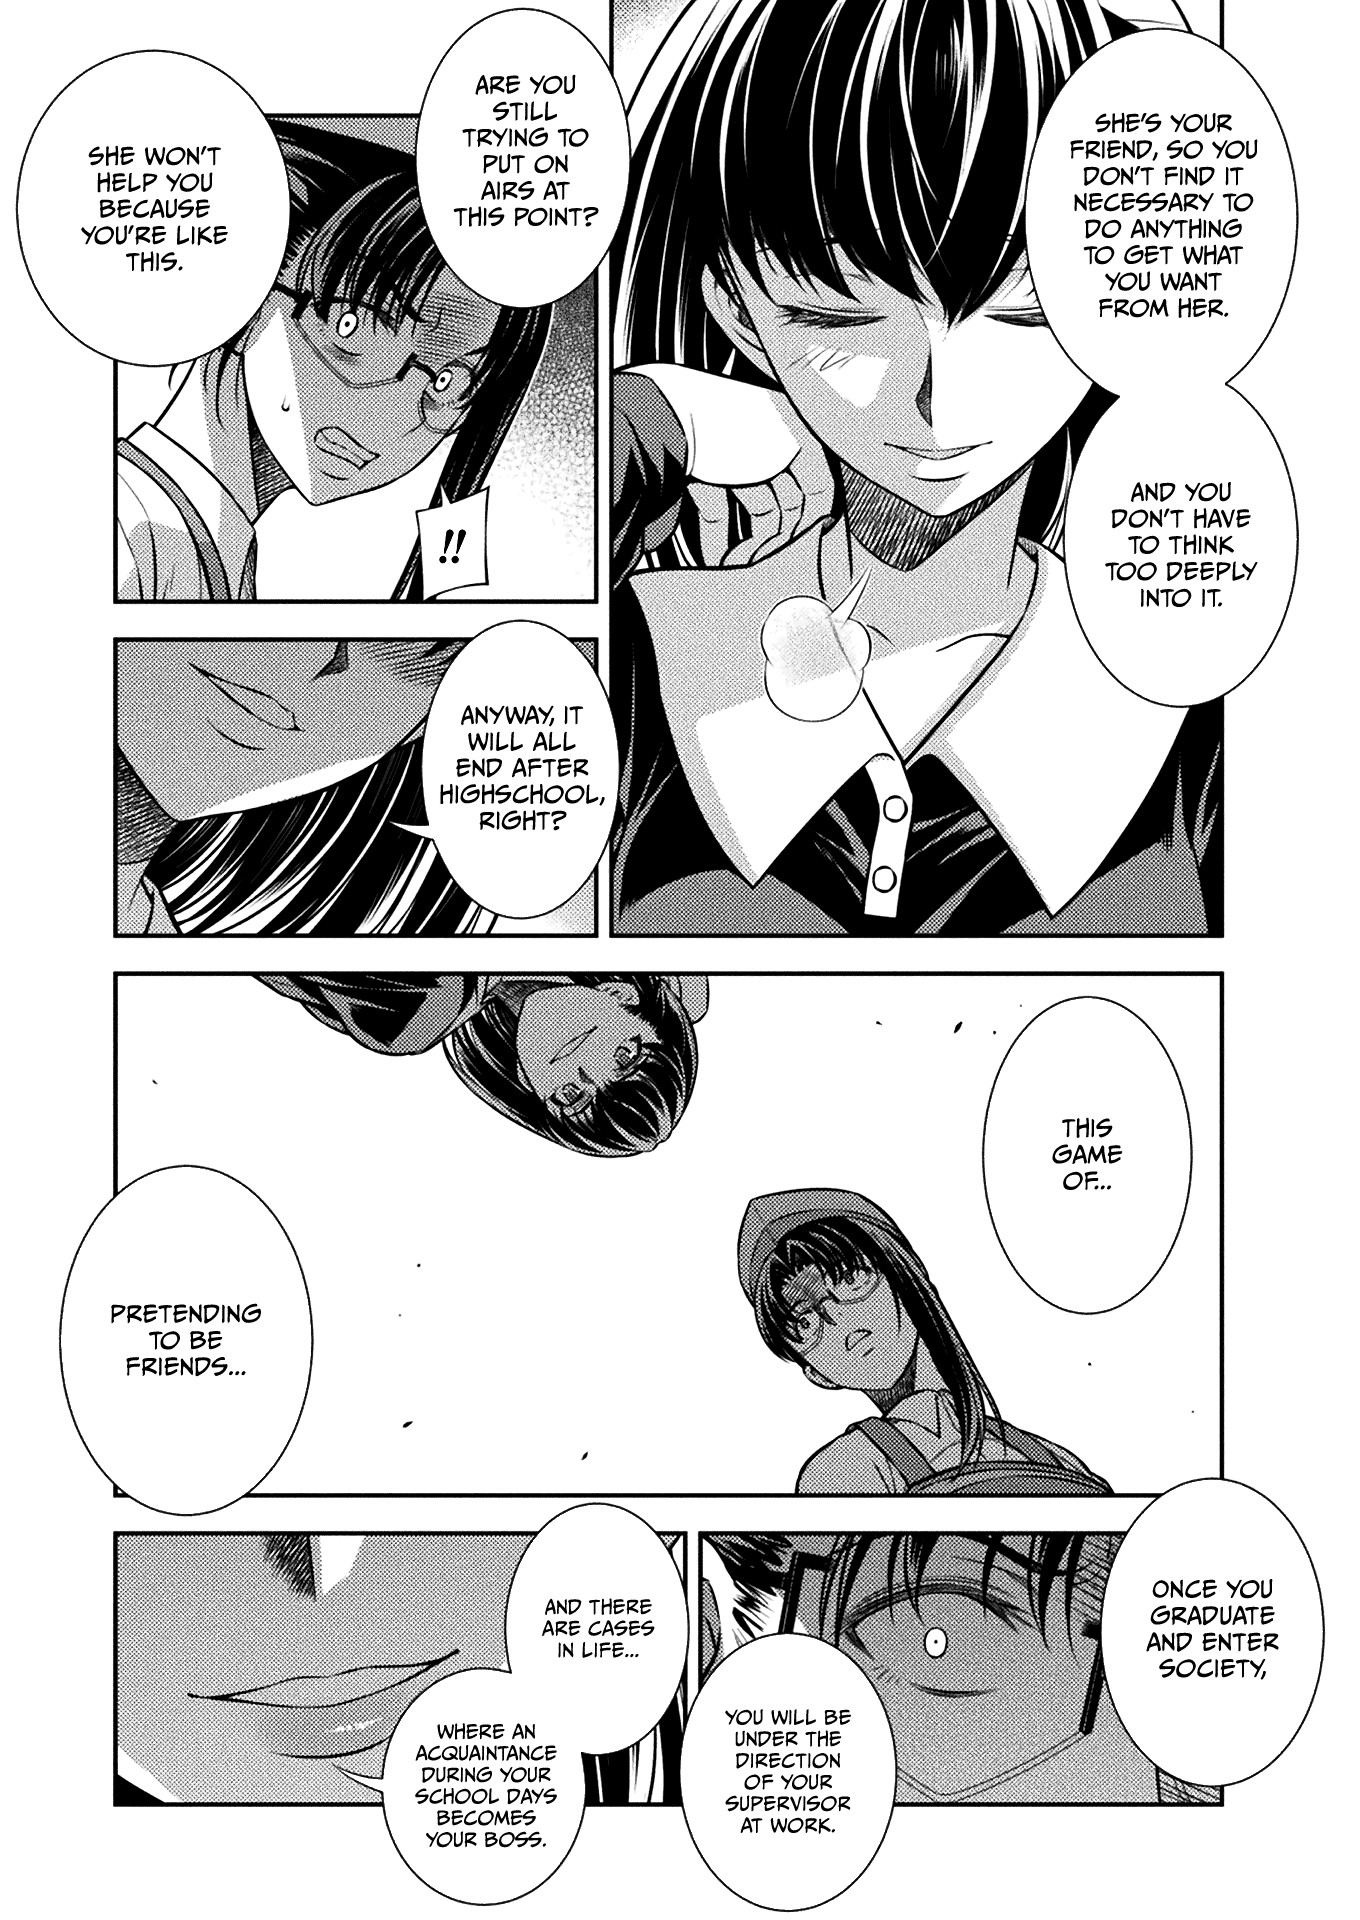 SHE'S YOUR
FRIEND, SO YOU
DON'T FIND IT
NECESSARY TO
DO ANYTHING
TO GET WHAT
YOU WANT
FROM HER.
AND YOU
DON'T HAVE
TO THINK
TOO DEEPLY
INTO IT.
ARE YOU
STILL
TRYING TO
PUT ON
AIRS AT
THIS POINT?
SHE WON'T
HELP YOU
BECAUSE
YOU'RE LIKE
THIS.
!!
ANYWAY, IT
WILL ALL
END AFTER
HIGHSCHOOL,
RIGHT?
THIS
GAME
OF...
PRETENDING
TO BE
FRIENDS...
ONCE YOU
GRADUATE
AND ENTER
SOCIETY,
YOU WILL BE
UNDER THE
DIRECTION
OF YOUR
SUPERVISOR
AT WORK.
AND THERE
ARE CASES
IN LIFE...
WHERE AN
ACQUAINTANCE
DURING YOUR
SCHOOL DAYS
BECOMES
YOUR BOSS.